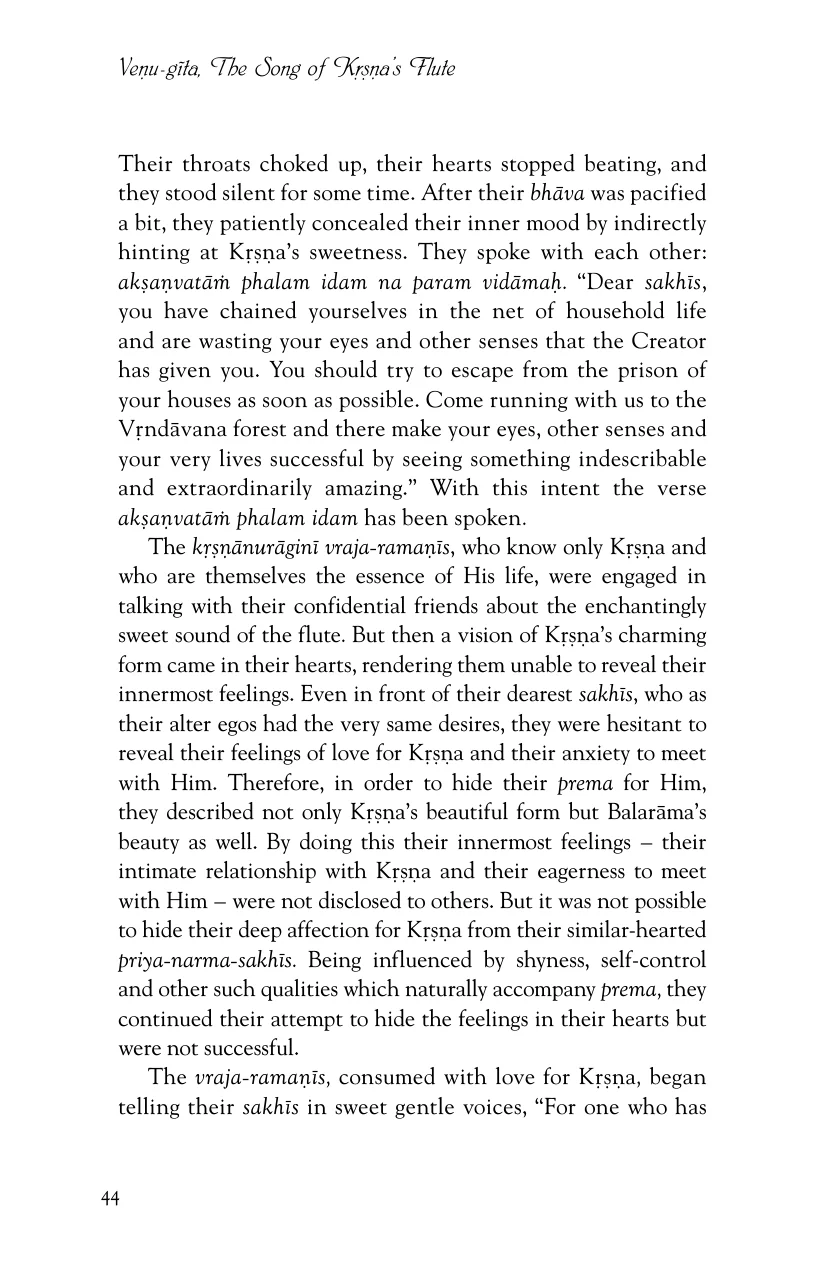 Veṇu-gīta, The Song of Kṛṣṇa's Flute
Their throats choked up, their hearts stopped beating, and
they stood silent for some time. After their bhāva was pacified
a bit, they patiently concealed their inner mood by indirectly
hinting at Kṛṣṇa’s sweetness. They spoke with each other:
akṣaṇvatāṁ phalam idam na param vidāmaḥ. “Dear sakhīs,
you have chained yourselves in the net of household life
and are wasting your eyes and other senses that the Creator
has given you. You should try to escape from the prison of
your houses as soon as possible. Come running with us to the
Vṛndāvana forest and there make your eyes, other senses and
your very lives successful by seeing something indescribable
and extraordinarily amazing.” With this intent the verse
akṣaṇvatāṁ phalam idam has been spoken.
The kṛṣṇānurāginī vraja-ramaṇīs, who know only Kṛṣṇa and
who are themselves the essence of His life, were engaged in
talking with their confidential friends about the enchantingly
sweet sound of the flute. But then a vision of Kṛṣṇa’s charming
form came in their hearts, rendering them unable to reveal their
innermost feelings. Even in front of their dearest sakhīs, who as
their alter egos had the very same desires, they were hesitant to
reveal their feelings of love for Kṛṣṇa and their anxiety to meet
with Him. Therefore, in order to hide their prema for Him,
they described not only Kṛṣṇa’s beautiful form but Balarāma’s
beauty as well. By doing this their innermost feelings – their
intimate relationship with Kṛṣṇa and their eagerness to meet
with Him – were not disclosed to others. But it was not possible
to hide their deep affection for Kṛṣṇa from their similar-hearted
priya-narma-sakhīs. Being influenced by shyness, self-control
and other such qualities which naturally accompany prema, they
continued their attempt to hide the feelings in their hearts but
were not successful.
The vraja-ramaṇīs, consumed with love for Kṛṣṇa, began
telling their sakhīs in sweet gentle voices, “For one who has
44